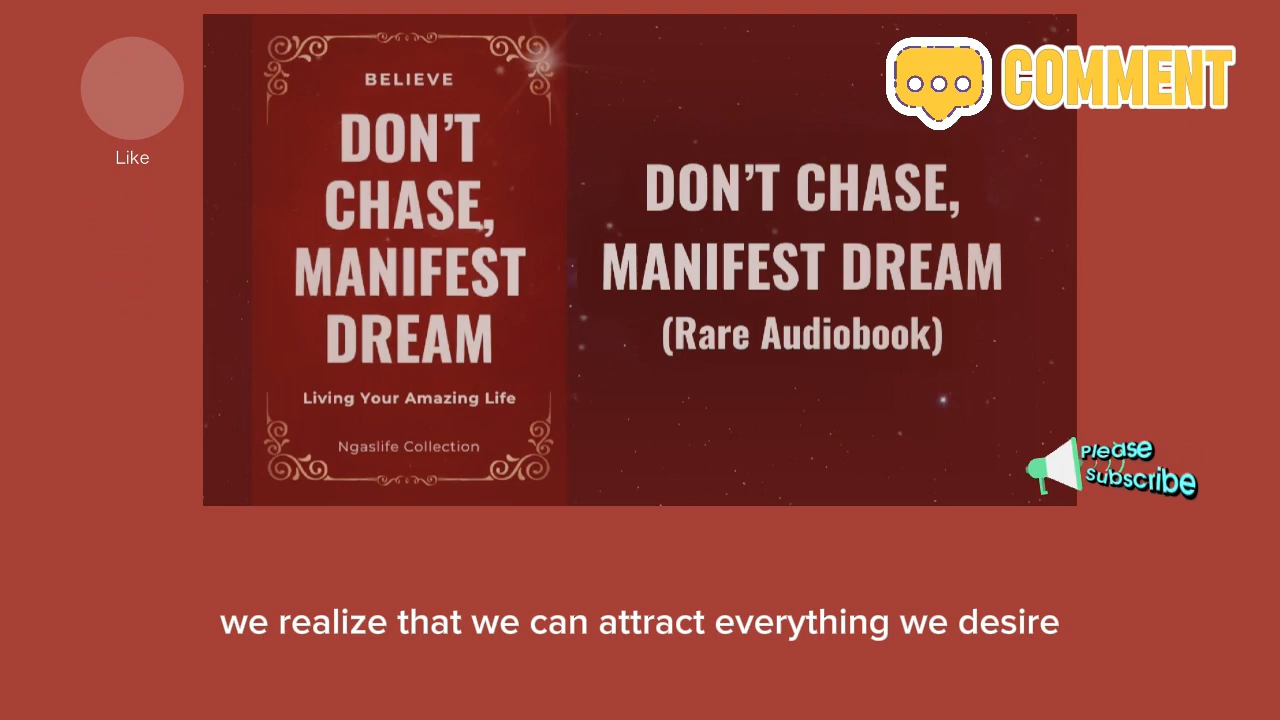 Like
BELIEVE
DON'T
CHASE,
MANIFEST
DREAM
Living Your Amazing Life
Ngaslife Collection
DON'T CHASE,
MANIFEST DREAM
(Rare Audiobook)
COMMENT
Please
Subscribe
we realize that we can attract everything we desire